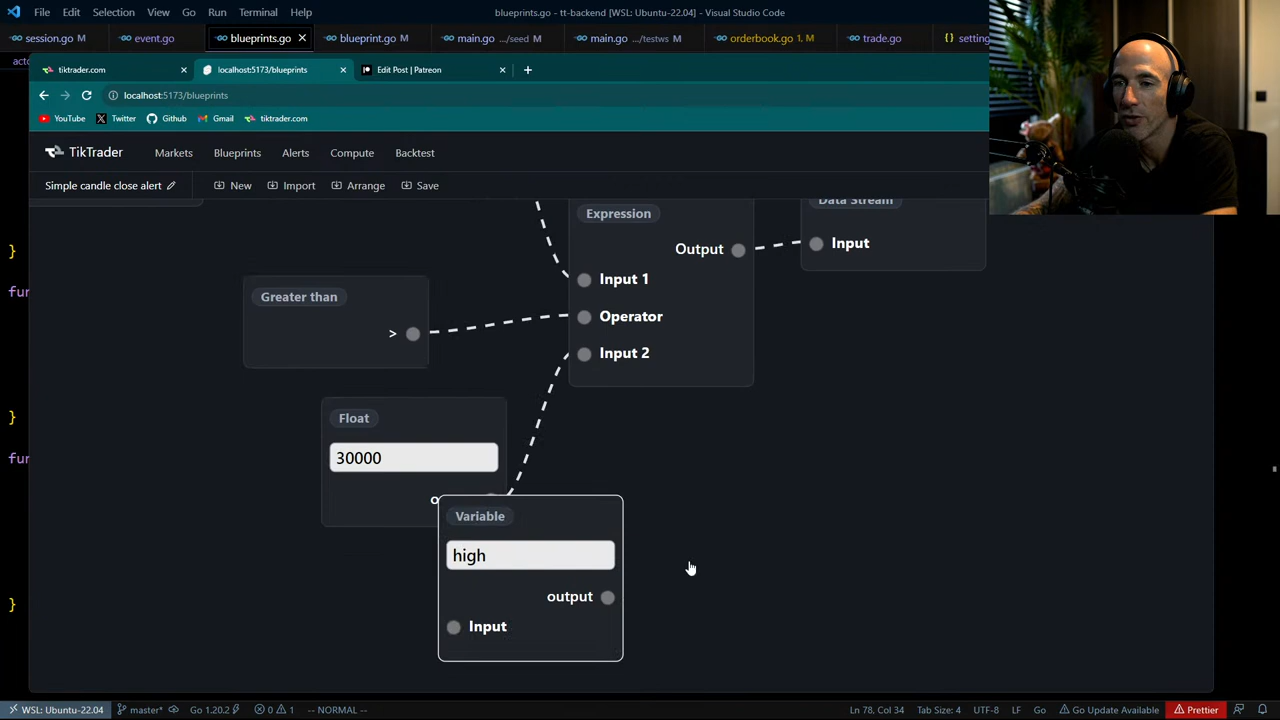 File Edit Selection View Go Run Terminal Help
blueprints.go - tt-backend [WSL: Ubuntu-22.04] - Visual Studio Code
session.go M event.go blueprints.go blueprint.go M main.go .../seed M main.go .../testws M orderbook.go 1, M trade.go setting
tiktrader.com localhost:5173/blueprints Edit Post | Patreon
localhost:5173/blueprints
YouTube Twitter Github Gmail tiktrader.com
TikTrader Markets Blueprints Alerts Compute Backtest
Simple candle close alert New Import Arrange Save
Data Stream
Input
Expression
Output
Input 1
Operator
Input 2
Greater than
>
Float
30000
o
Variable
high
output
Input
}
fun
}
fun
}
WSL: Ubuntu-22.04 master* Go 1.20.2 0 1 -- NORMAL -- Ln 78, Col 34 Tab Size: 4 UTF-8 LF Go Go Update Available Prettier